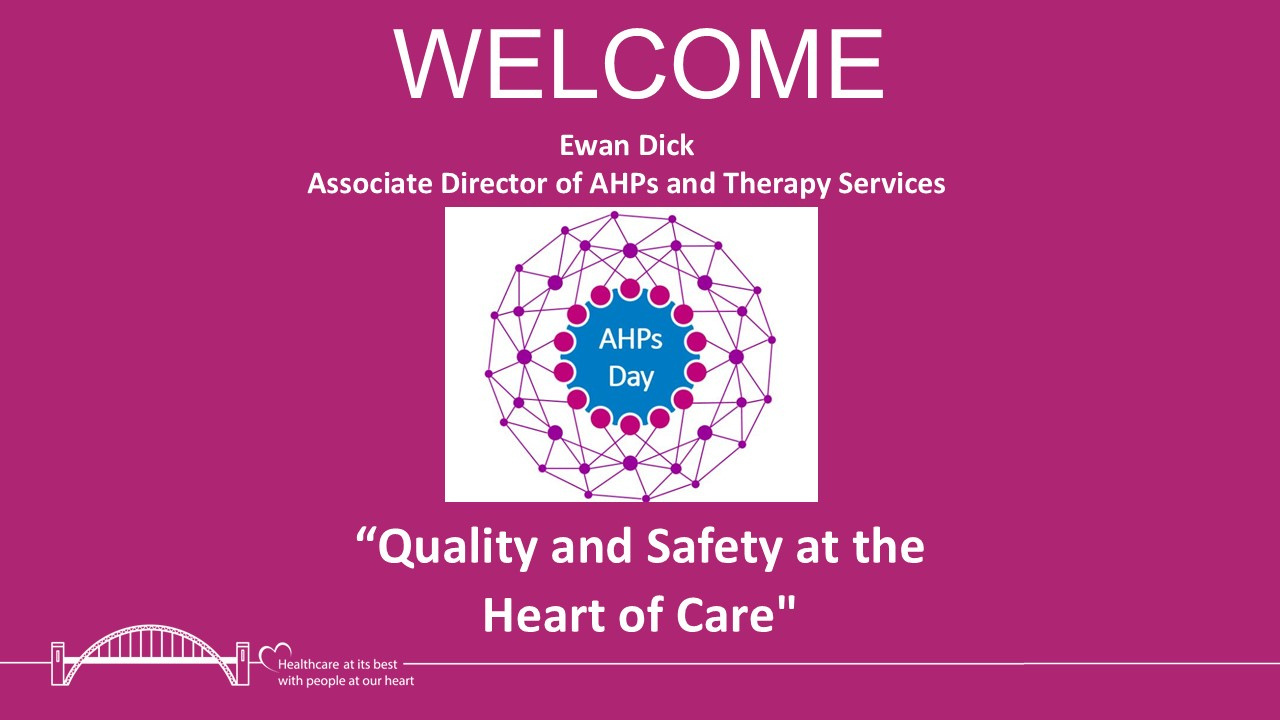 WELCOME
Ewan Dick
Associate Director of AHPs and Therapy Services
AHPs
Day
“Quality and Safety at the
Heart of Care"
Healthcare at its best
with people at our heart